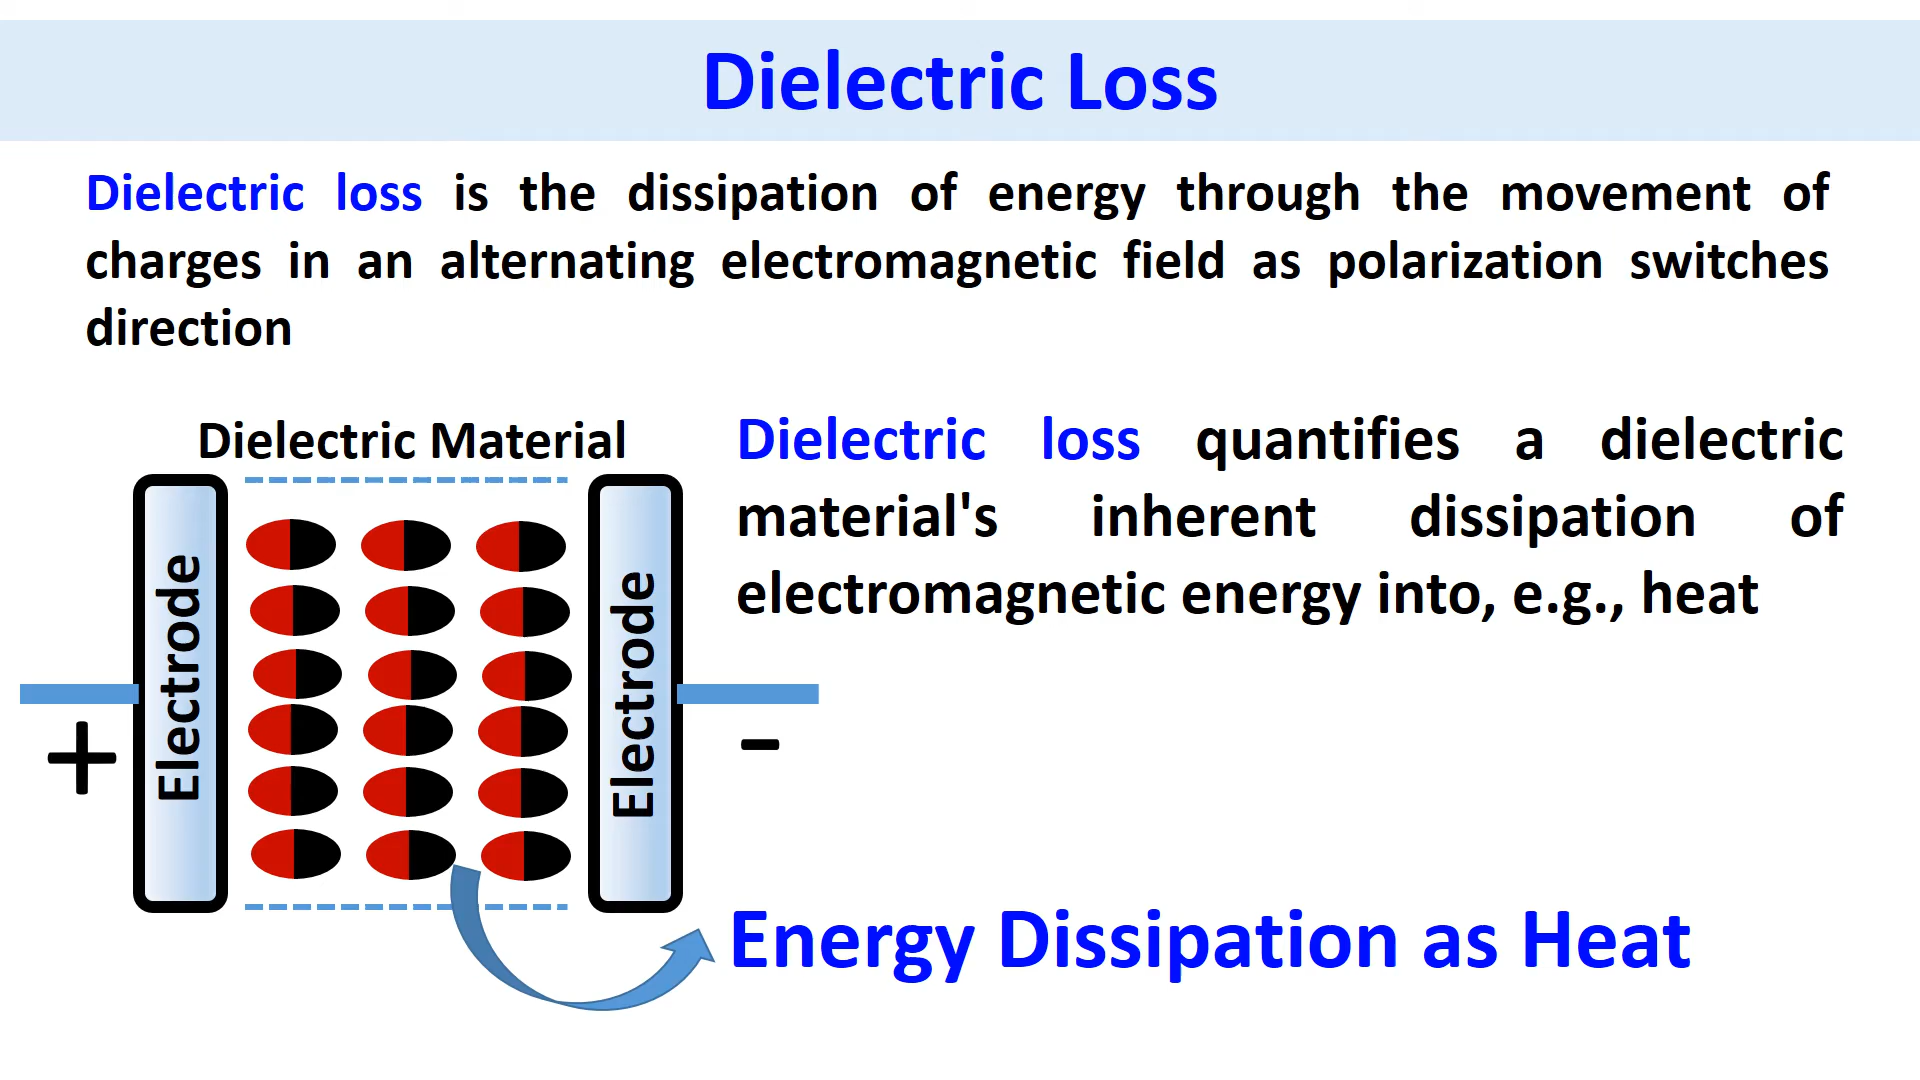 Dielectric Loss
Dielectric loss is the dissipation of energy through the movement of
charges in an alternating electromagnetic field as polarization switches
direction
Dielectric Material
Dielectric loss quantifies a dielectric
material's inherent dissipation of
electromagnetic energy into, e.g., heat
Electrode
Electrode
+
-
Energy Dissipation as Heat